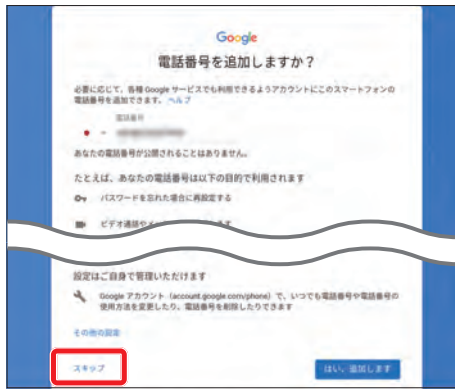 Google
電話番号を追加しますか?
必要に応じて、各種 Google サービスでも利用できるようアカウントにこのスマートフォンの
電話番号を追加できます。ヘルプ
電話番号
あなたの電話番号が公開されることはありません。
たとえば、あなたの電話番号は以下の目的で利用されます
パスワードを忘れた場合に再設定する
ビデオ通話や
設定はご自身で管理いただけます
Google アカウント(account.google.com/phone)で、いつでも電話番号や電話番号の
使用方法を変更したり、電話番号を削除したりできます
その他の設定
スキップ
はい、追加します